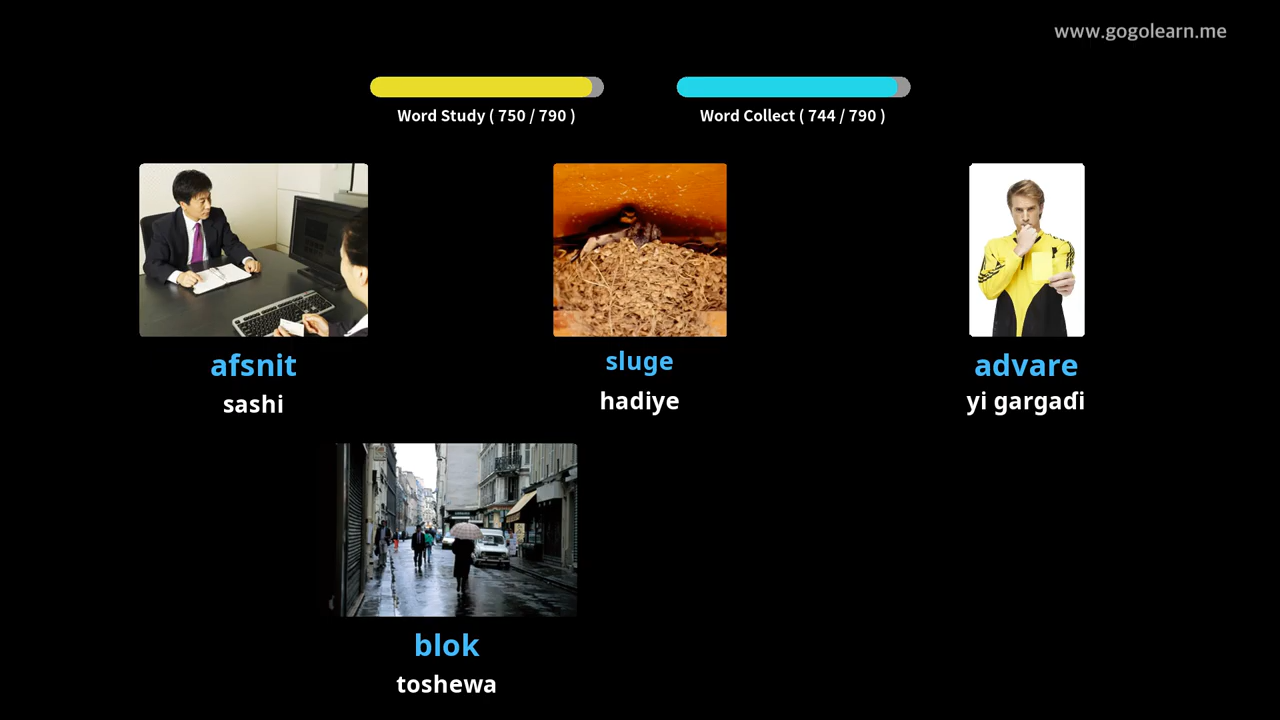 www.gogolearn.me
Word Study ( 750 / 790 )
Word Collect ( 744 / 790 )
afsnit
sashi
sluge
hadiye
advare
yi gargaɗi
blok
toshewa